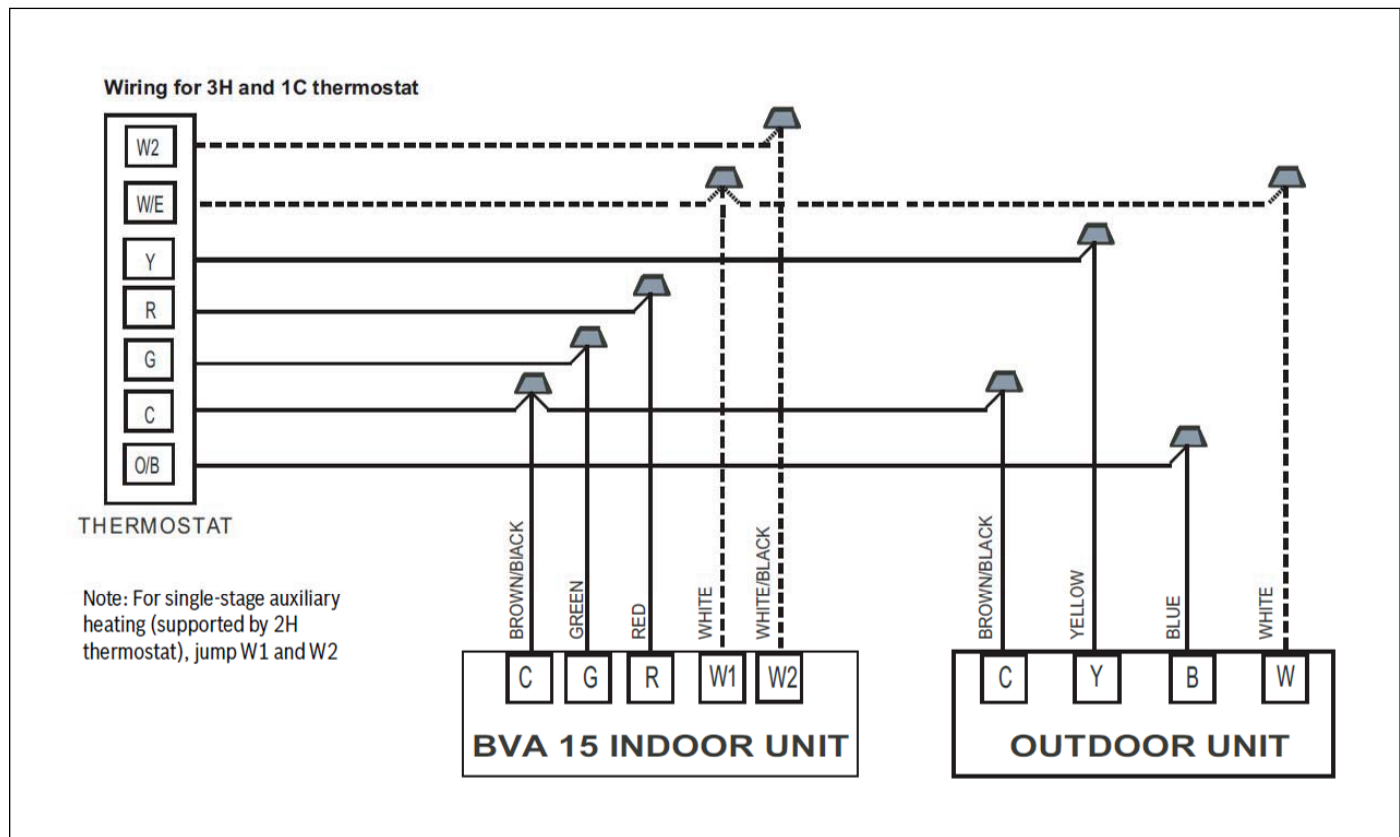 Wiring for 3H and 1C thermostat
W2
W/E
Y
R
G
C
O/B
THERMOSTAT
Note: For single-stage auxiliary
heating (supported by 2H
thermostat), jump W1 and W2
BROWN/BIACK
GREEN
RED
WHITE
WHITE/BLACK
BROWN/BLACK
YELLOW
BLUE
WHITE
C
G
R
W1
W2
BVA 15 INDOOR UNIT
C
Y
B
W
OUTDOOR UNIT